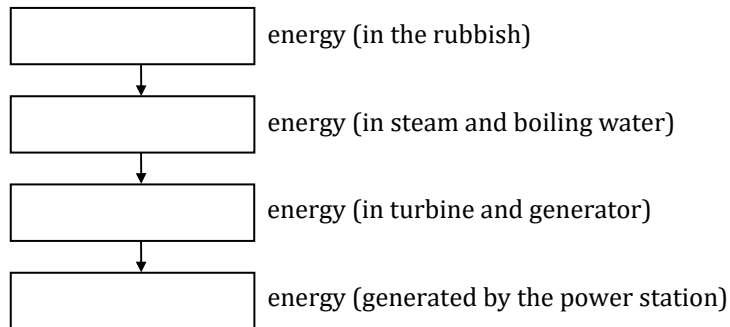 energy (in the rubbish)
energy (in steam and boiling water)
energy (in turbine and generator)
energy (generated by the power station)